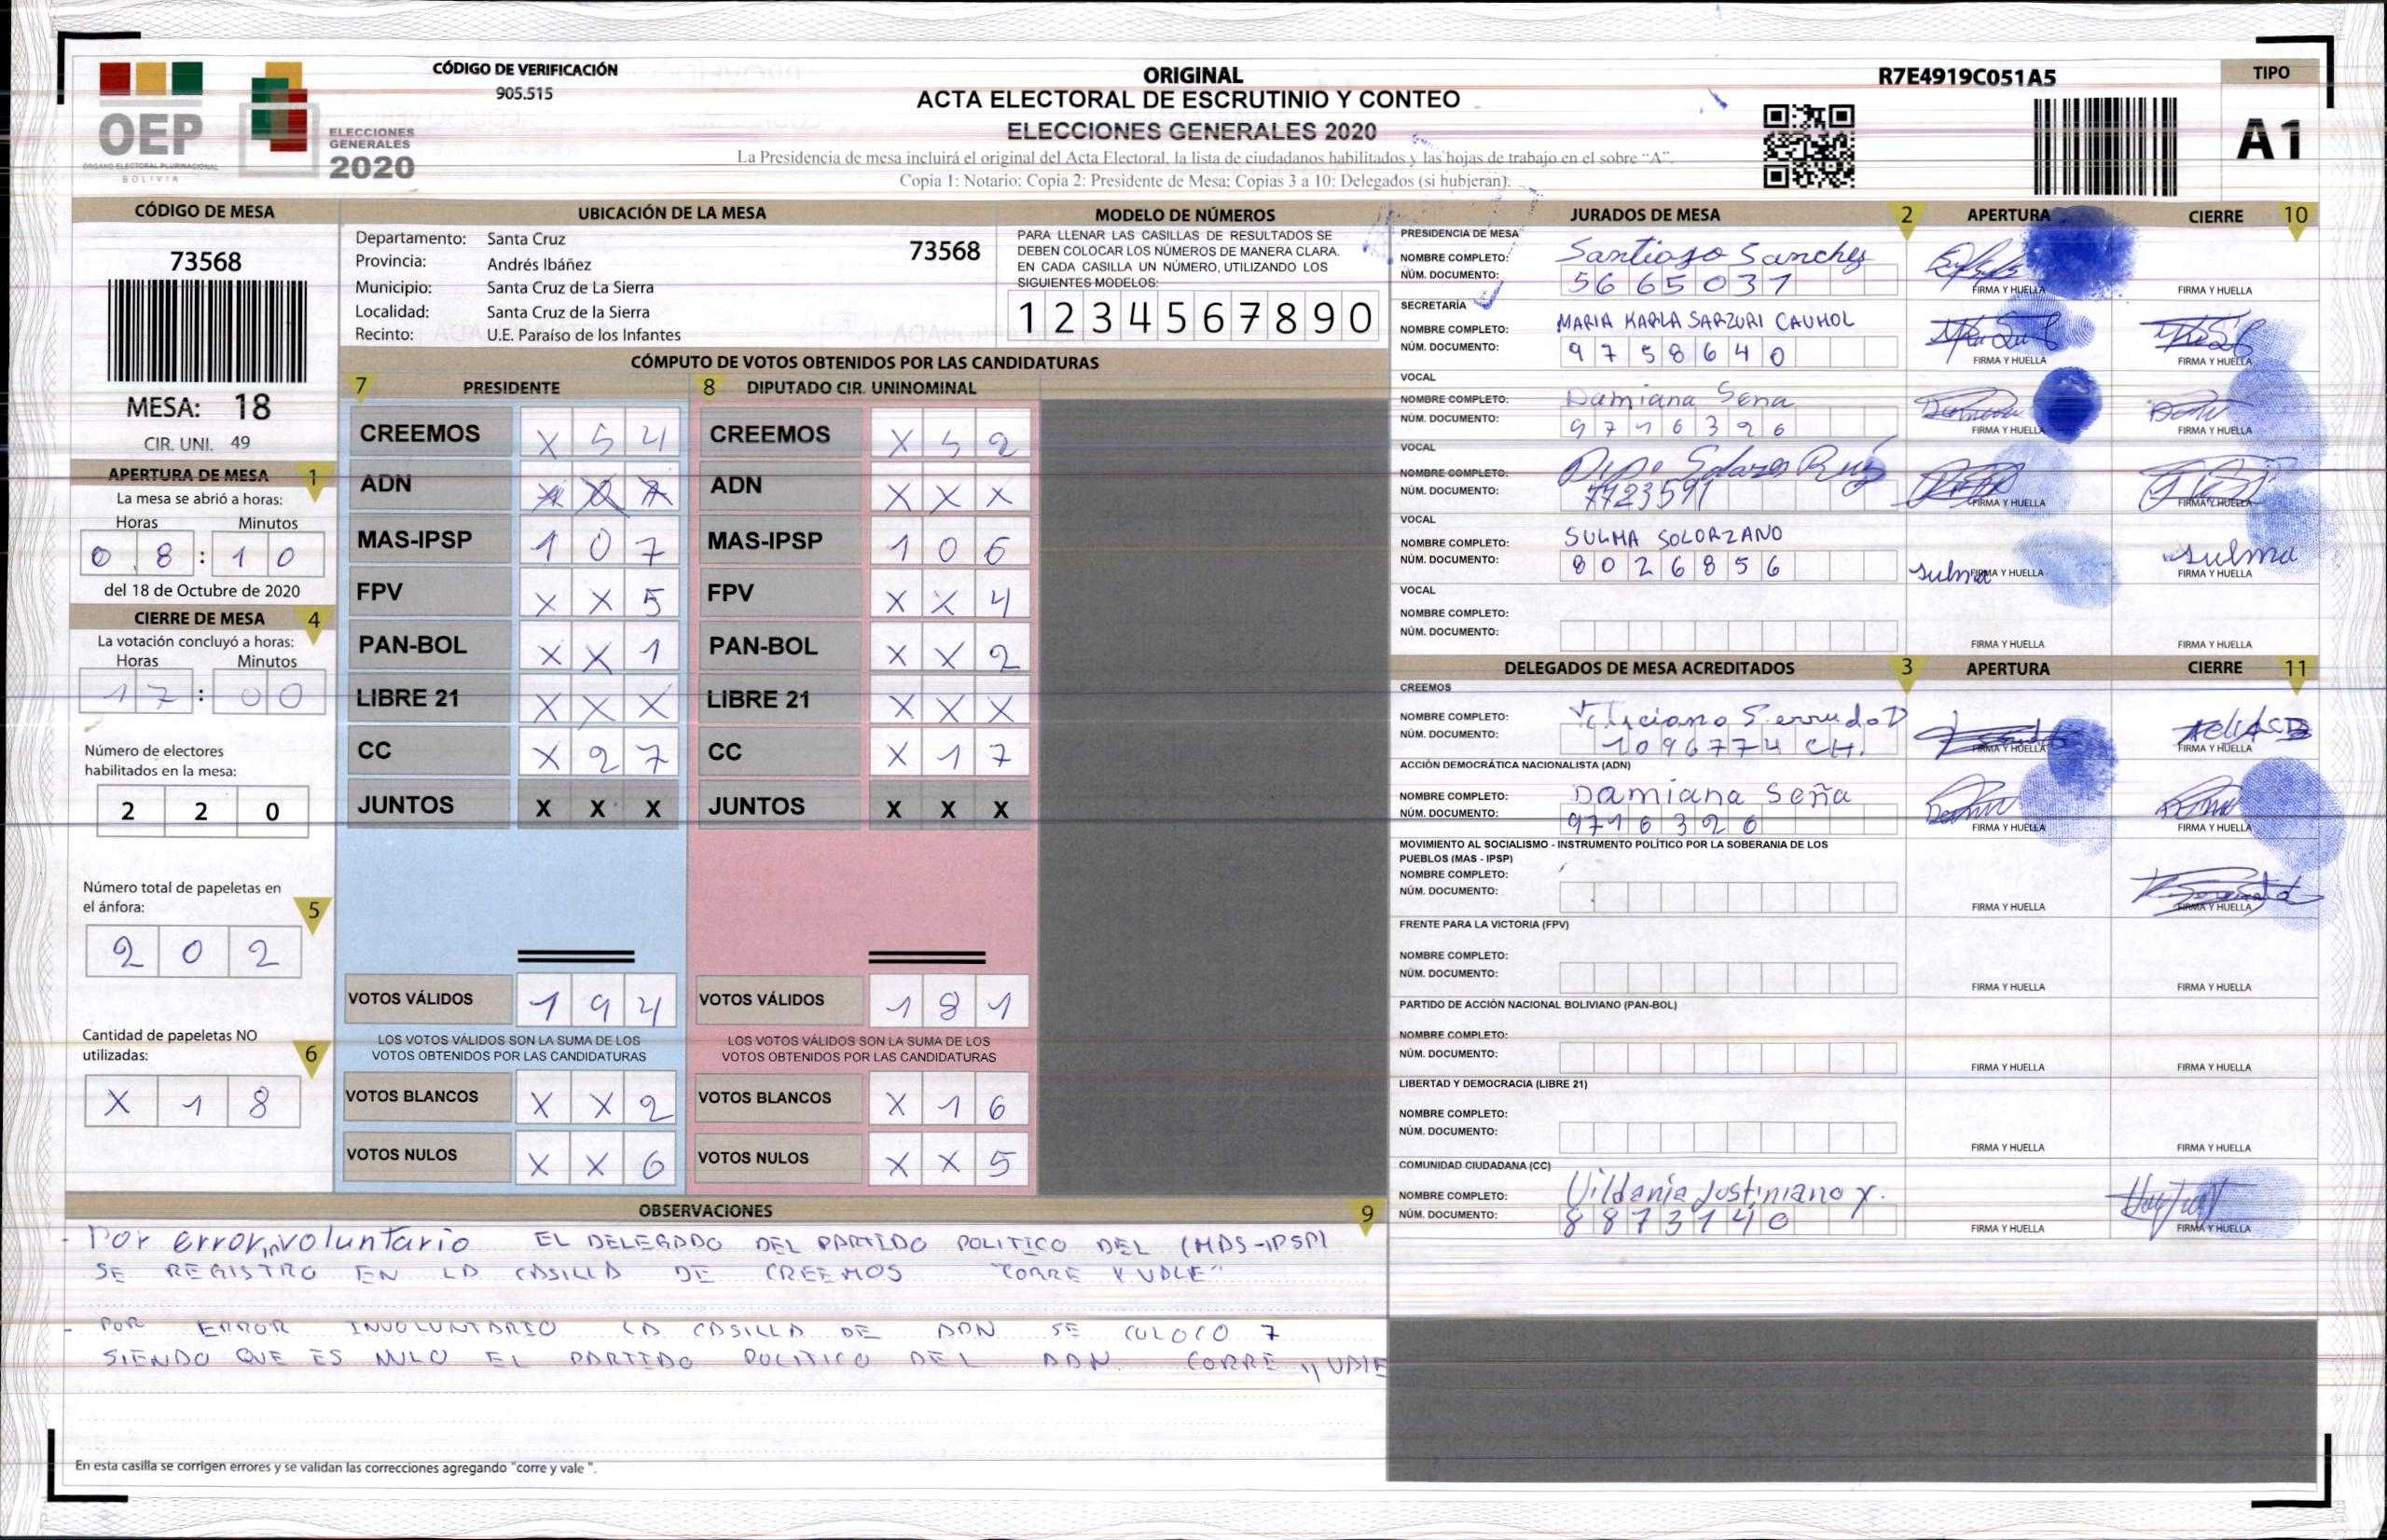 CÓDIGO DE VERIFICACIÓN
905.515
OEP
ÓRGANO ELECTORAL PLURINACIONAL
BOLIVIA
ELECCIONES
GENERALES
2020
ORIGINAL
ACTA ELECTORAL DE ESCRUTINIO Y CONTEO
ELECCIONES GENERALES 2020
La Presidencia de mesa incluirá el original del Acta Electoral, la lista de ciudadanos habilitados y las hojas de trabajo en el sobre "A".
Copia 1: Notario; Copia 2: Presidente de Mesa; Copias 3 a 10: Delegados (si hubieran).
R7E4919C051A5
TIPO
A1
CÓDIGO DE MESA
73568
MESA: 18
CIR. UNI. 49
APERTURA DE MESA 1
La mesa se abrió a horas:
Horas Minutos
0 8 : 1 0
del 18 de Octubre de 2020
CIERRE DE MESA 4
La votación concluyó a horas:
Horas Minutos
1 7 : 0 0
Número de electores
habilitados en la mesa:
2 2 0
Número total de papeletas en
el ánfora: 5
2 0 2
Cantidad de papeletas NO
utilizadas: 6
X 1 8
UBICACIÓN DE LA MESA
Departamento: Santa Cruz 73568
Provincia: Andrés Ibáñez
Municipio: Santa Cruz de La Sierra
Localidad: Santa Cruz de la Sierra
Recinto: U.E. Paraíso de los Infantes
MODELO DE NÚMEROS
PARA LLENAR LAS CASILLAS DE RESULTADOS SE
DEBEN COLOCAR LOS NÚMEROS DE MANERA CLARA.
EN CADA CASILLA UN NÚMERO, UTILIZANDO LOS
SIGUIENTES MODELOS:
1 2 3 4 5 6 7 8 9 0
CÓMPUTO DE VOTOS OBTENIDOS POR LAS CANDIDATURAS
7 PRESIDENTE 8 DIPUTADO CIR. UNINOMINAL
CREEMOS X 5 4 CREEMOS X 5 2
ADN ADN X X X
MAS-IPSP 1 0 7 MAS-IPSP 1 0 6
FPV X X 5 FPV X X 4
PAN-BOL X X 1 PAN-BOL X X 2
LIBRE 21 X X X LIBRE 21 X X X
CC X 2 7 CC X 1 7
JUNTOS X X X JUNTOS X X X
VOTOS VÁLIDOS 1 9 4 VOTOS VÁLIDOS 1 8 1
LOS VOTOS VÁLIDOS SON LA SUMA DE LOS LOS VOTOS VÁLIDOS SON LA SUMA DE LOS
VOTOS OBTENIDOS POR LAS CANDIDATURAS VOTOS OBTENIDOS POR LAS CANDIDATURAS
VOTOS BLANCOS X X 2 VOTOS BLANCOS X 1 6
VOTOS NULOS X X 6 VOTOS NULOS X X 5
OBSERVACIONES 9
- Por error involuntario EL DELEGADO DEL PARTIDO POLITICO DEL (MAS-IPSP)
SE REGISTRO EN LA CASILLA DE CREEMOS "CORRE Y VALE"
- POR ERROR INVOLUNTARIO LA CASILLA DE ADN SE COLOCO 7
SIENDO QUE ES NULO EL PARTIDO POLITICO DEL ADN. CORRE Y VALE
En esta casilla se corrigen errores y se validan las correcciones agregando "corre y vale ".
JURADOS DE MESA 2 APERTURA CIERRE 10
PRESIDENCIA DE MESA
NOMBRE COMPLETO: Santiago Sanchez
NÚM. DOCUMENTO: 5665031
FIRMA Y HUELLA FIRMA Y HUELLA
SECRETARÍA
NOMBRE COMPLETO: MARIA KARLA SARZURI CAUHOL
NÚM. DOCUMENTO: 9758640
FIRMA Y HUELLA FIRMA Y HUELLA
VOCAL
NOMBRE COMPLETO: Damiana Seña
NÚM. DOCUMENTO: 9716326
FIRMA Y HUELLA FIRMA Y HUELLA
VOCAL
NOMBRE COMPLETO:
NÚM. DOCUMENTO: 7723591
FIRMA Y HUELLA FIRMA Y HUELLA
VOCAL
NOMBRE COMPLETO: SULMA SOLORZANO
NÚM. DOCUMENTO: 8026856
Sulma FIRMA Y HUELLA Sulma FIRMA Y HUELLA
VOCAL
NOMBRE COMPLETO:
NÚM. DOCUMENTO:
FIRMA Y HUELLA FIRMA Y HUELLA
DELEGADOS DE MESA ACREDITADOS 3 APERTURA CIERRE 11
CREEMOS
NOMBRE COMPLETO: Feliciano Serrudo D
NÚM. DOCUMENTO: 1096774 CH.
FIRMA Y HUELLA FIRMA Y HUELLA
ACCIÓN DEMOCRÁTICA NACIONALISTA (ADN)
NOMBRE COMPLETO: Damiana Seña
NÚM. DOCUMENTO: 9716326
FIRMA Y HUELLA FIRMA Y HUELLA
MOVIMIENTO AL SOCIALISMO - INSTRUMENTO POLÍTICO POR LA SOBERANIA DE LOS
PUEBLOS (MAS - IPSP)
NOMBRE COMPLETO:
NÚM. DOCUMENTO:
FIRMA Y HUELLA FIRMA Y HUELLA
FRENTE PARA LA VICTORIA (FPV)
NOMBRE COMPLETO:
NÚM. DOCUMENTO:
FIRMA Y HUELLA FIRMA Y HUELLA
PARTIDO DE ACCIÓN NACIONAL BOLIVIANO (PAN-BOL)
NOMBRE COMPLETO:
NÚM. DOCUMENTO:
FIRMA Y HUELLA FIRMA Y HUELLA
LIBERTAD Y DEMOCRACIA (LIBRE 21)
NOMBRE COMPLETO:
NÚM. DOCUMENTO:
FIRMA Y HUELLA FIRMA Y HUELLA
COMUNIDAD CIUDADANA (CC)
NOMBRE COMPLETO: Vildania Justiniano Y.
NÚM. DOCUMENTO: 8873140
FIRMA Y HUELLA FIRMA Y HUELLA